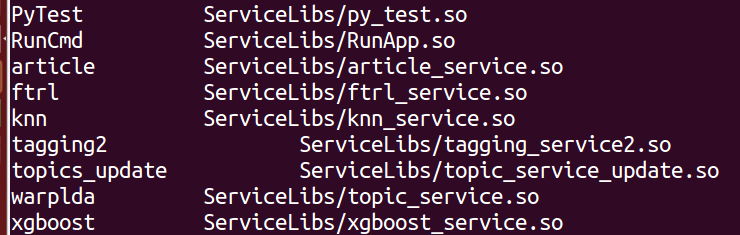 PyTest ServiceLibs/py_test.so
RunCmd ServiceLibs/RunApp.so
article ServiceLibs/article_service.so
ftrl ServiceLibs/ftrl_service.so
knn ServiceLibs/knn_service.so
tagging2 ServiceLibs/tagging_service2.so
topics_update ServiceLibs/topic_service_update.so
warplda ServiceLibs/topic_service.so
xgboost ServiceLibs/xgboost_service.so